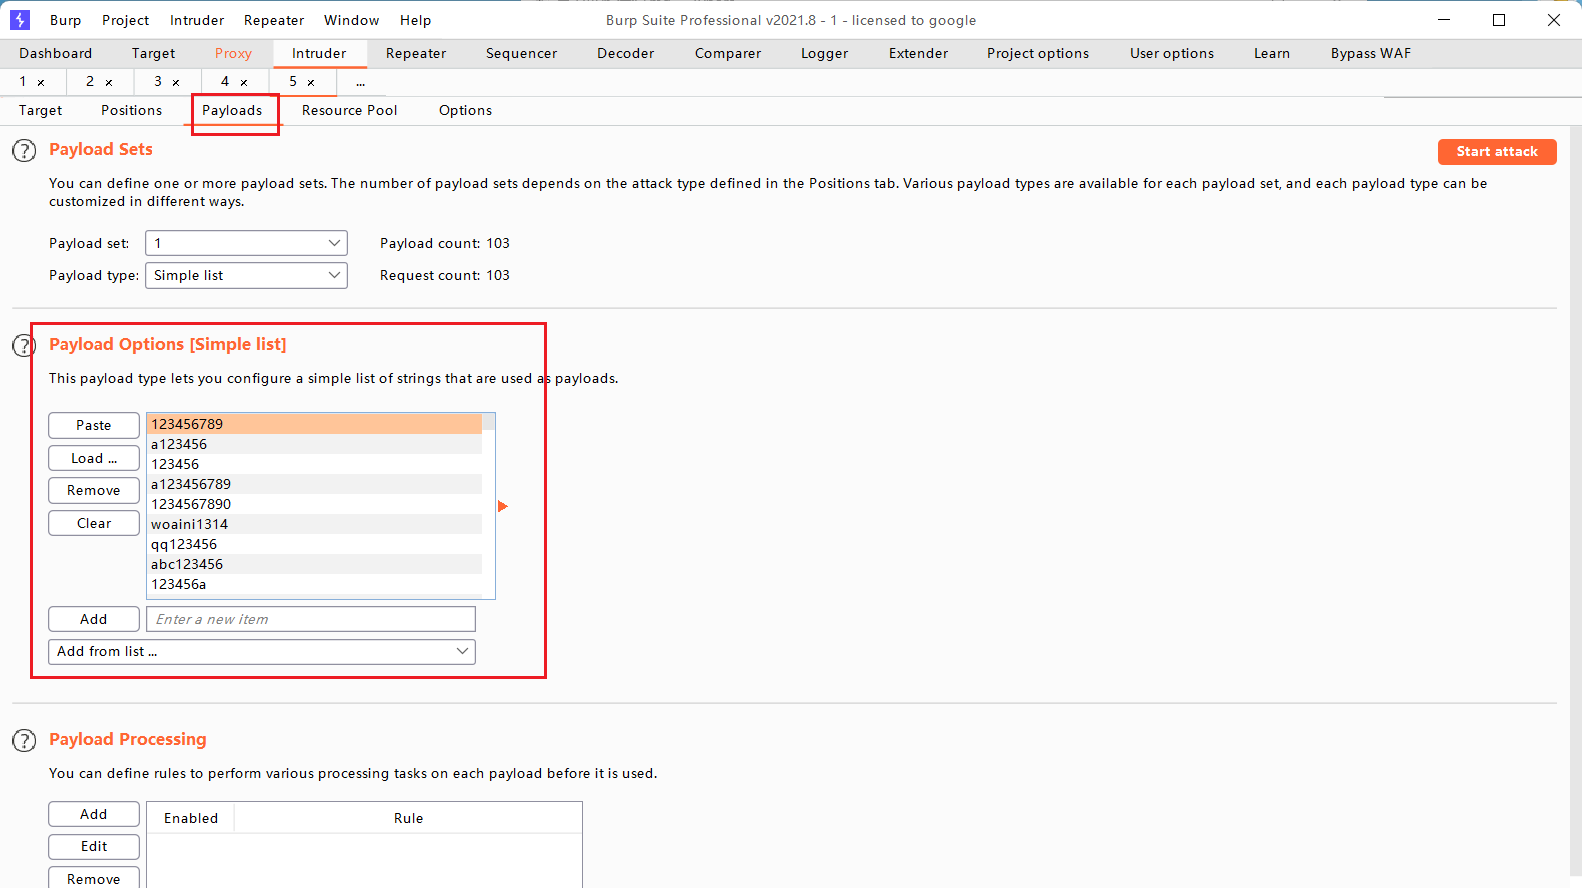 Burp Project Intruder Repeater Window Help Burp Suite Professional v2021.8 - 1 - licensed to google
Dashboard Target Proxy Intruder Repeater Sequencer Decoder Comparer Logger Extender Project options User options Learn Bypass WAF
1 × 2 × 3 × 4 × 5 × ...
Target Positions Payloads Resource Pool Options
? Payload Sets Start attack
You can define one or more payload sets. The number of payload sets depends on the attack type defined in the Positions tab. Various payload types are available for each payload set, and each payload type can be
customized in different ways.
Payload set: 1 Payload count: 103
Payload type: Simple list Request count: 103
? Payload Options [Simple list]
This payload type lets you configure a simple list of strings that are used as payloads.
Paste
Load ...
Remove
Clear
123456789
a123456
123456
a123456789
1234567890
woaini1314
qq123456
abc123456
123456a
Add Enter a new item
Add from list ...
? Payload Processing
You can define rules to perform various processing tasks on each payload before it is used.
Add
Edit
Remove
Enabled Rule